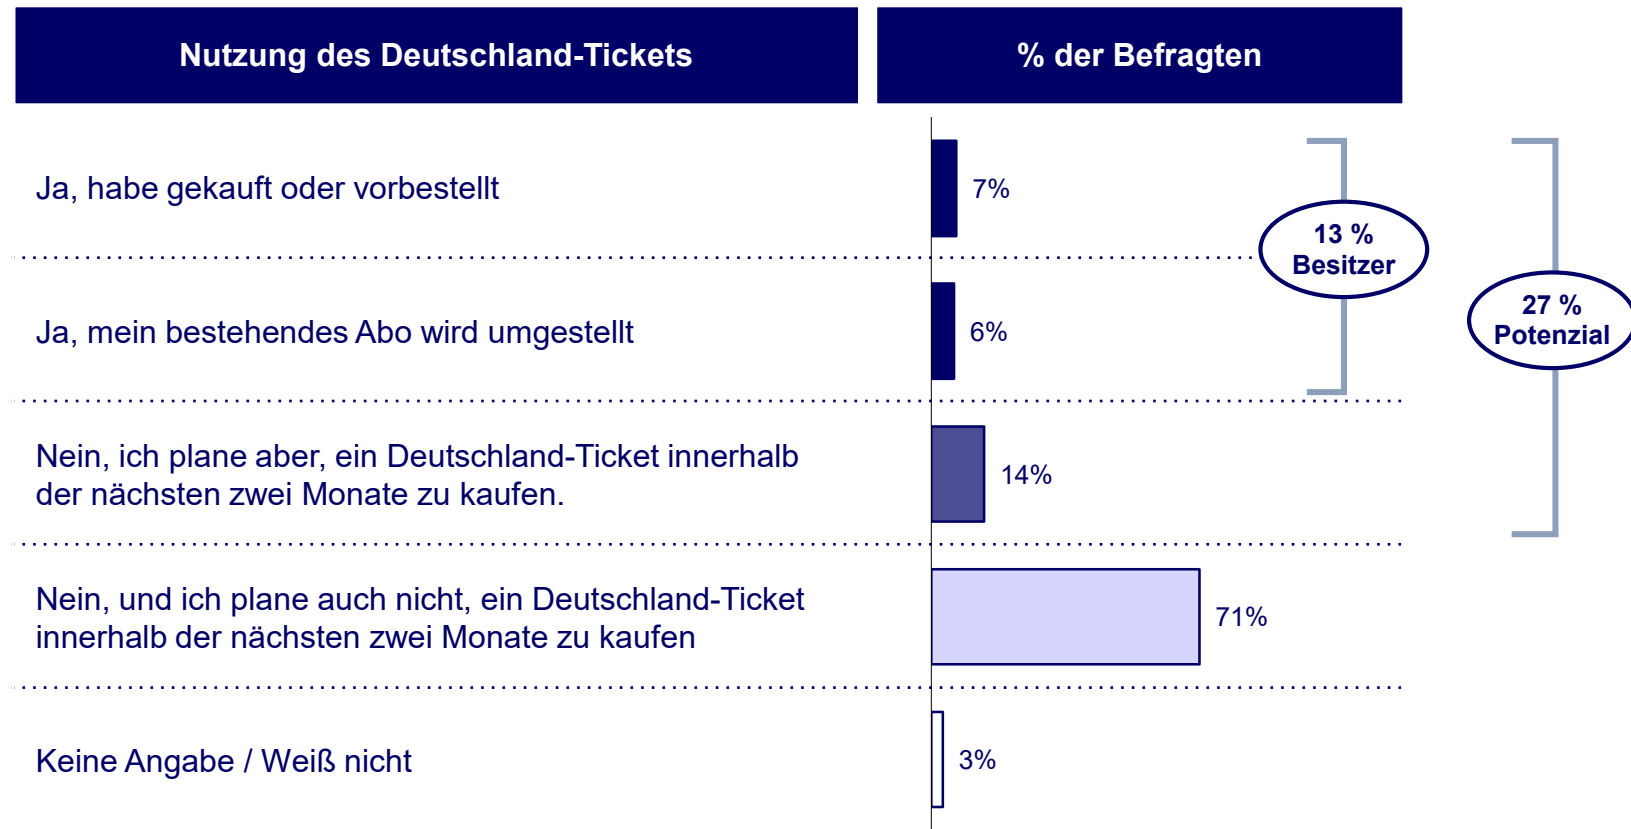 Nutzung des Deutschland-Tickets
% der Befragten
Ja, habe gekauft oder vorbestellt
7%
13 %
Besitzer
Ja, mein bestehendes Abo wird umgestellt
6%
27 %
Potenzial
Nein, ich plane aber, ein Deutschland-Ticket innerhalb
der nächsten zwei Monate zu kaufen.
14%
Nein, und ich plane auch nicht, ein Deutschland-Ticket
innerhalb der nächsten zwei Monate zu kaufen
71%
Keine Angabe / Weiß nicht
3%